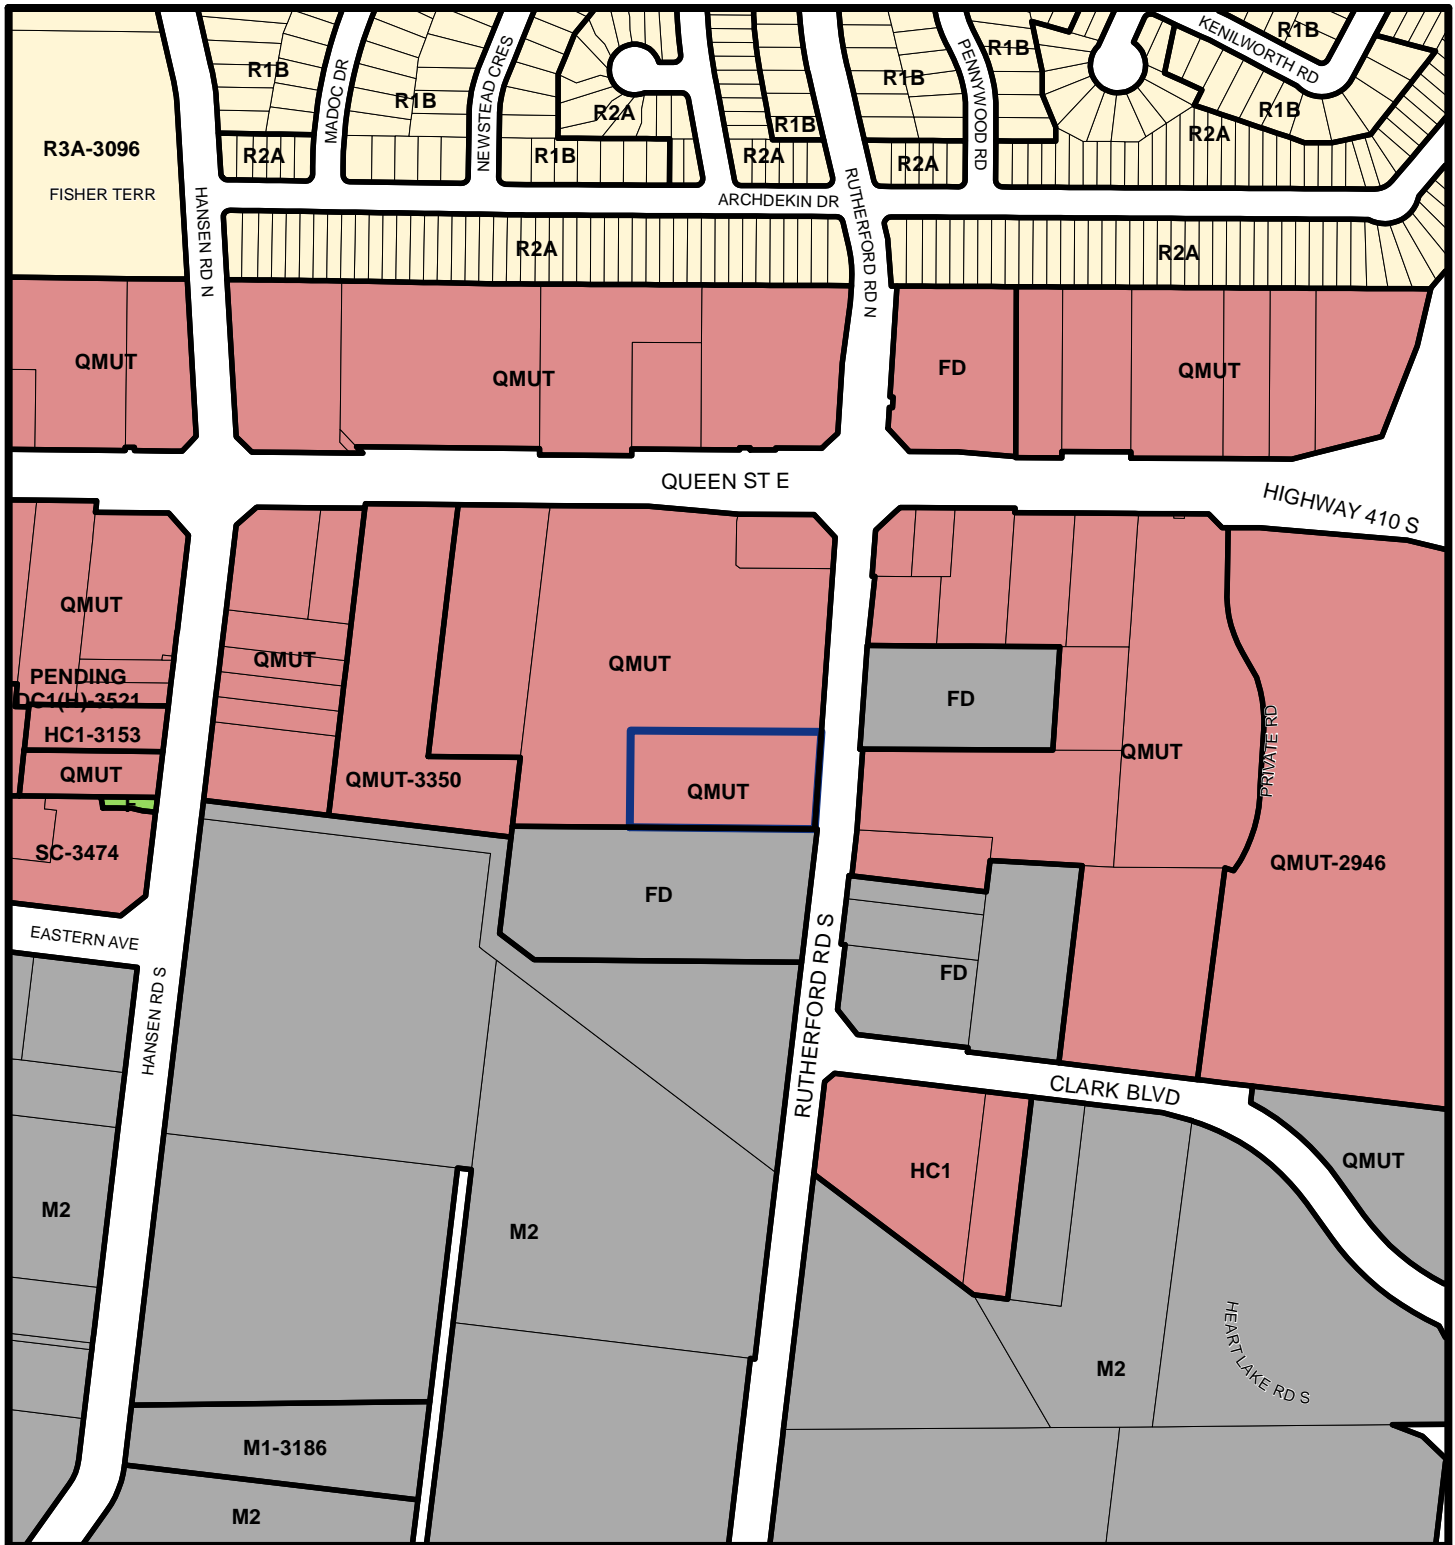 R1B
KENILWORTH RD
R1B
R1B
MADOC DR
R1B
NEWSTEAD CRES
R2A
R1B
PENNYWOOD RD
R1B
R1B
R2A
R3A-3096
R2A
R1B
R2A
R2A
FISHER TERR
HANSEN RD N
ARCHDEKIN DR
RUTHERFORD RD N
R2A
R2A
QMUT
QMUT
FD
QMUT
QUEEN ST E
HIGHWAY 410 S
QMUT
QMUT
QMUT
PENDING
DC1(H)-3521
FD
HC1-3153
PRIVATE RD
QMUT
QMUT
QMUT-3350
QMUT
SC-3474
QMUT-2946
FD
EASTERN AVE
HANSEN RD S
RUTHERFORD RD S
FD
CLARK BLVD
HC1
QMUT
M2
M2
HEART LAKE RD S
M2
M1-3186
M2